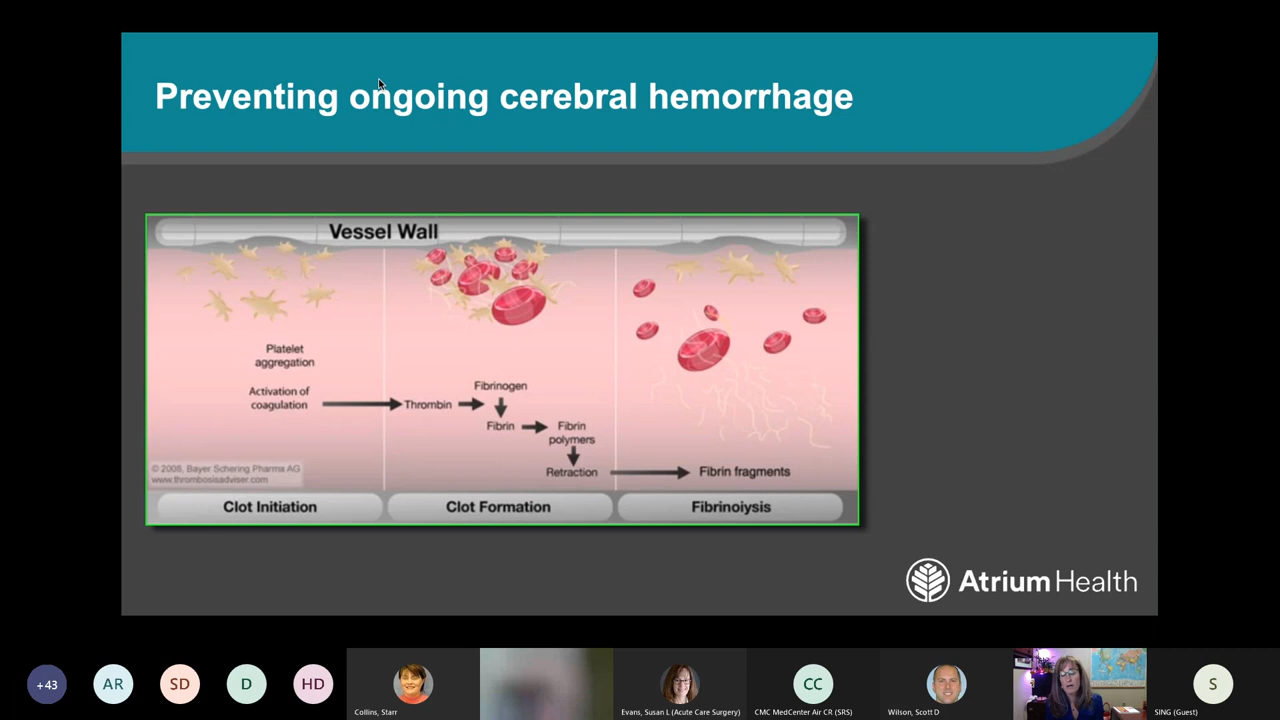 Preventing ongoing cerebral hemorrhage
Vessel Wall
Platelet
aggregation
Activation of
coagulation
Thrombin
Fibrinogen
Fibrin
Fibrin
polymers
Retraction
Fibrin fragments
© 2008, Bayer Schering Pharma AG
www.thrombosisadviser.com
Clot Initiation
Clot Formation
Fibrinoiysis
Atrium Health
+43
AR
SD
D
HD
CC
S
Collins, Starr
Evans, Susan L (Acute Care Surgery)
CMC MedCenter Air CR (SRS)
Wilson, Scott D
SING (Guest)